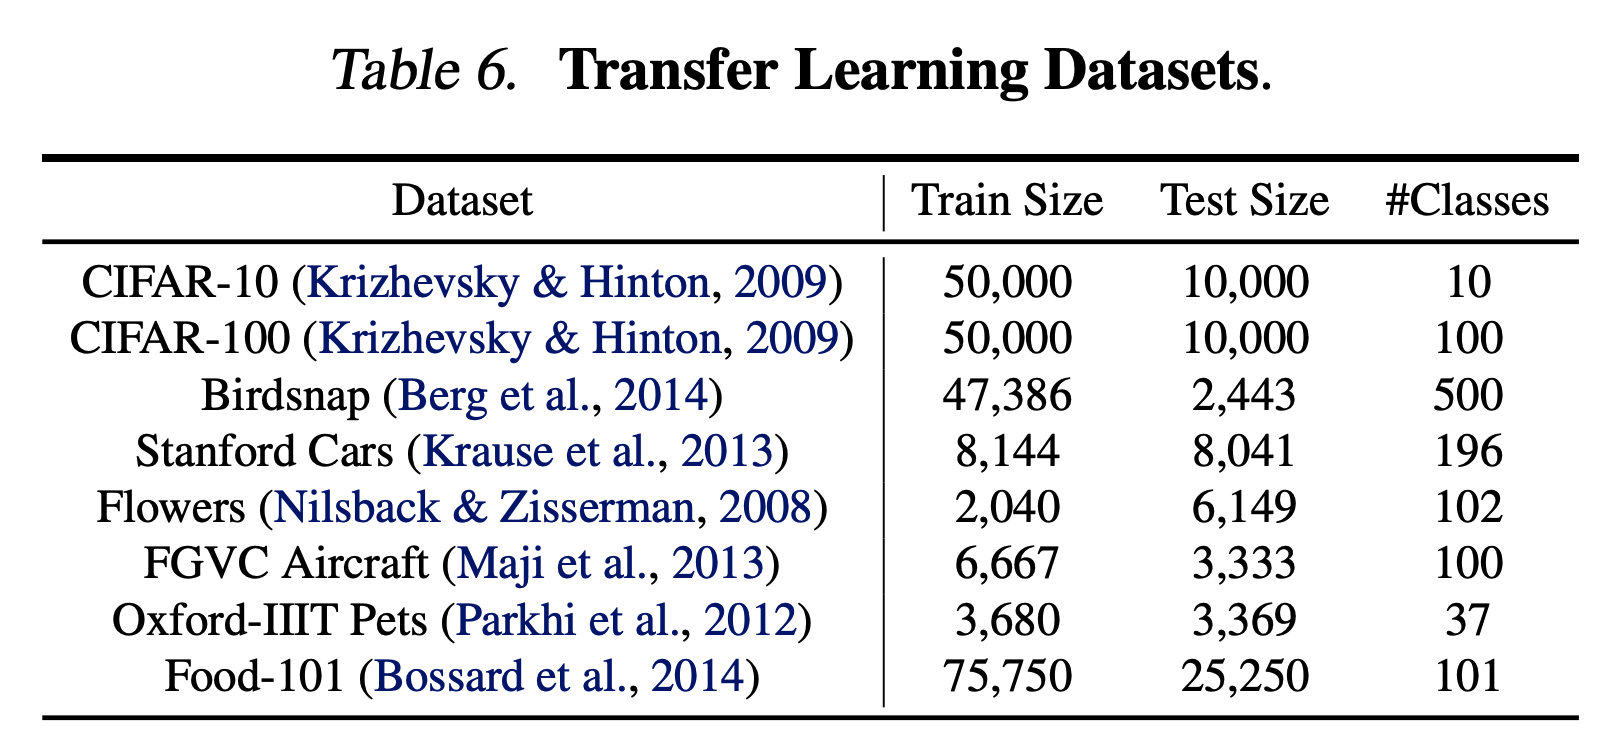 Table 6. Transfer Learning Datasets.
Dataset Train Size Test Size #Classes
CIFAR-10 (Krizhevsky & Hinton, 2009) 50,000 10,000 10
CIFAR-100 (Krizhevsky & Hinton, 2009) 50,000 10,000 100
Birdsnap (Berg et al., 2014) 47,386 2,443 500
Stanford Cars (Krause et al., 2013) 8,144 8,041 196
Flowers (Nilsback & Zisserman, 2008) 2,040 6,149 102
FGVC Aircraft (Maji et al., 2013) 6,667 3,333 100
Oxford-IIIT Pets (Parkhi et al., 2012) 3,680 3,369 37
Food-101 (Bossard et al., 2014) 75,750 25,250 101